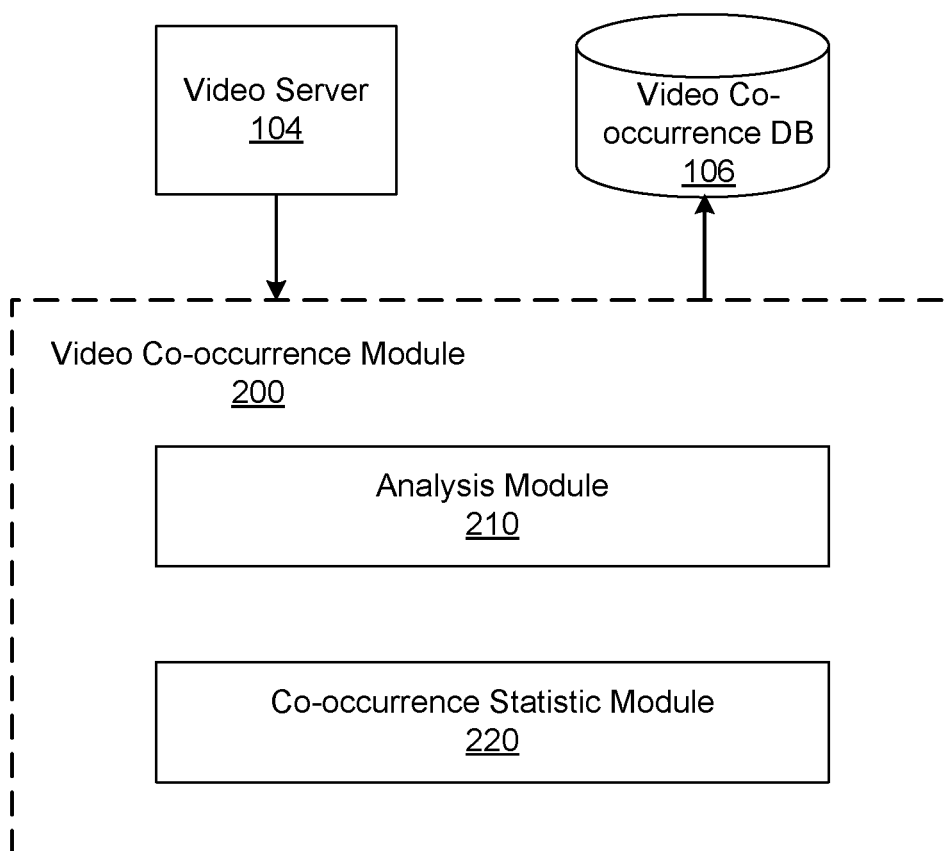 Video Server
104
Video Co-
occurrence DB
106
Video Co-occurrence Module
200
Analysis Module
210
Co-occurrence Statistic Module
220